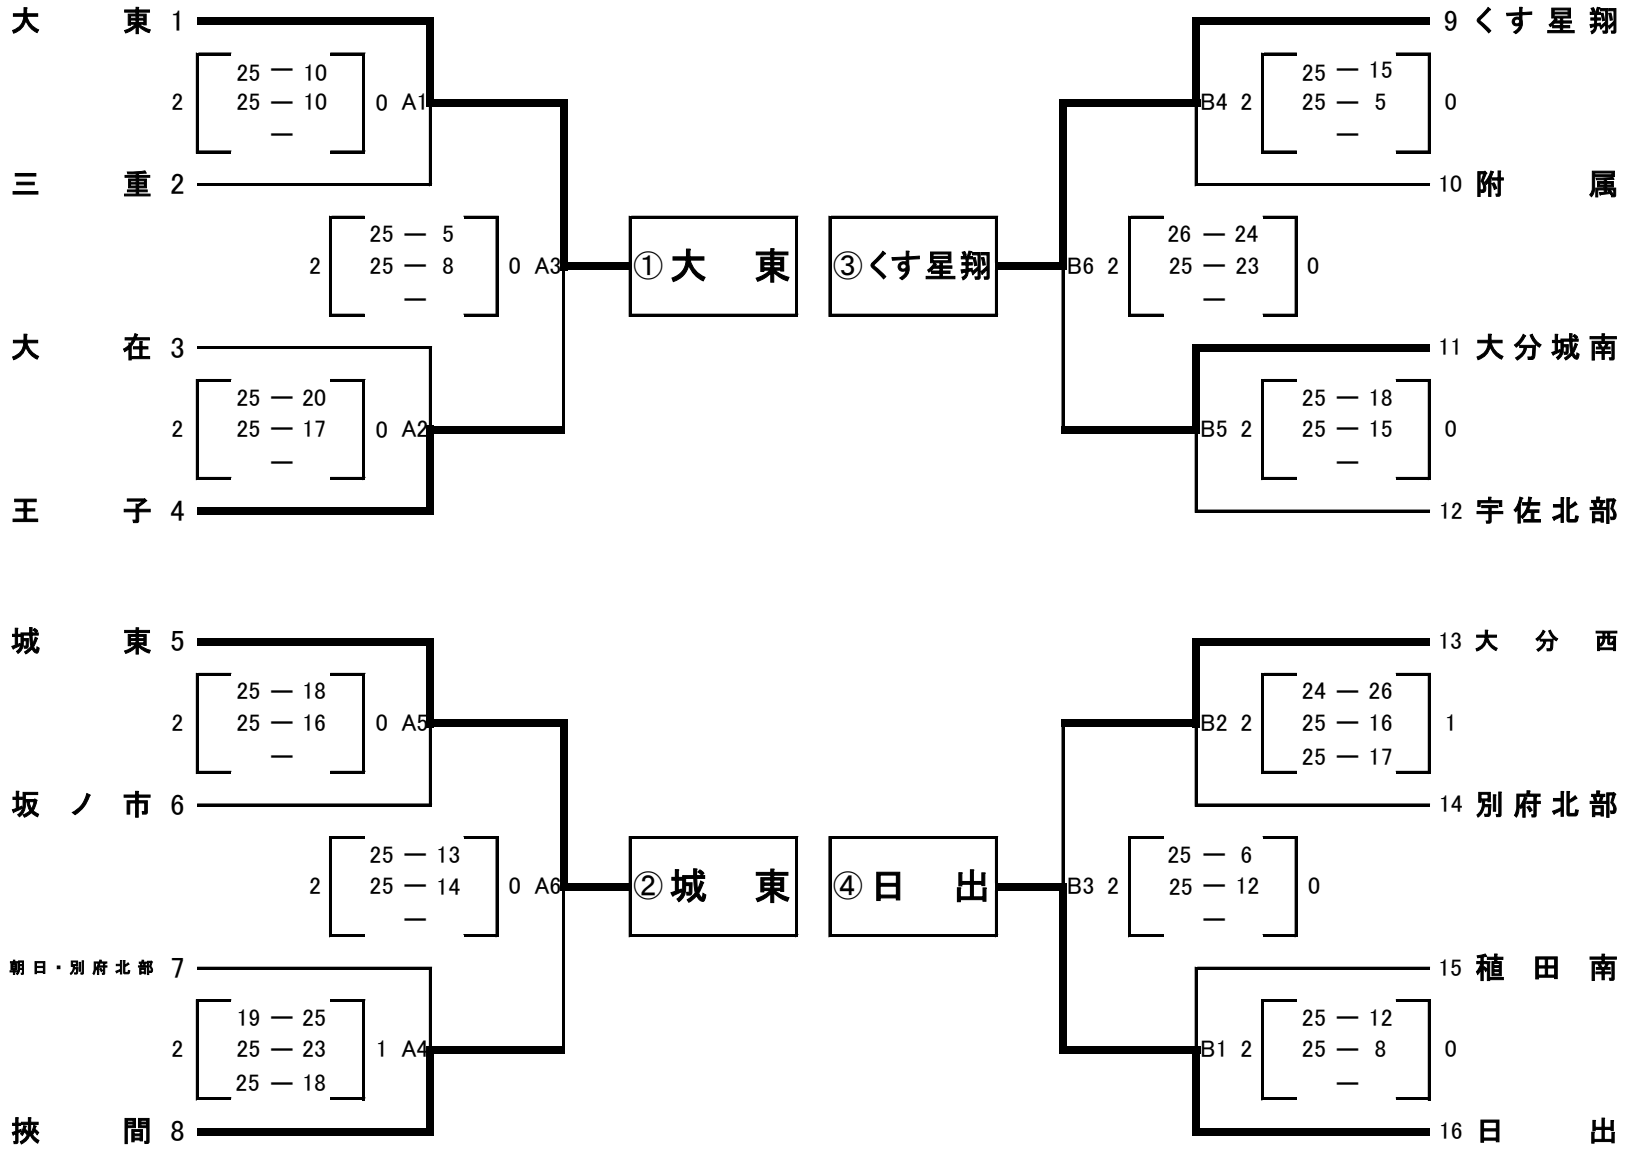 大東 1
25 — 10
2 25 — 10 0 A1
—
三重 2
25 — 5
2 25 — 8 0 A3
—
① 大東
大在 3
25 — 20
2 25 — 17 0 A2
—
王子 4
城東 5
25 — 18
2 25 — 16 0 A5
—
坂ノ市 6
25 — 13
2 25 — 14 0 A6
—
② 城東
朝日・別府北部 7
19 — 25
2 25 — 23 1 A4
25 — 18
挾間 8
9 くす星翔
25 — 15
B4 2 25 — 5 0
—
10 附属
③ くす星翔
26 — 24
B6 2 25 — 23 0
—
11 大分城南
25 — 18
B5 2 25 — 15 0
—
12 宇佐北部
13 大分西
24 — 26
B2 2 25 — 16 1
25 — 17
14 別府北部
④ 日出
25 — 6
B3 2 25 — 12 0
—
15 稙田南
25 — 12
B1 2 25 — 8 0
—
16 日出